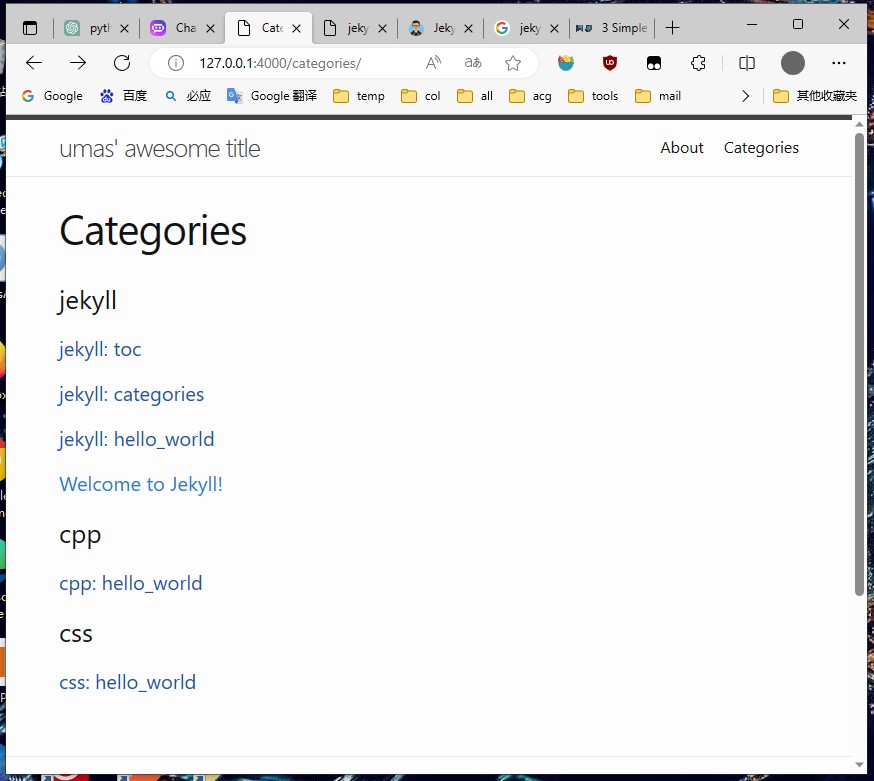 pyth
Cha
Cate
jeky
Jeky
jeky
3 Simple
127.0.0.1:4000/categories/
Google
百度
必应
Google 翻译
temp
col
all
acg
tools
mail
其他收藏夹
umas' awesome title
About
Categories
Categories
jekyll
jekyll: toc
jekyll: categories
jekyll: hello_world
Welcome to Jekyll!
cpp
cpp: hello_world
css
css: hello_world